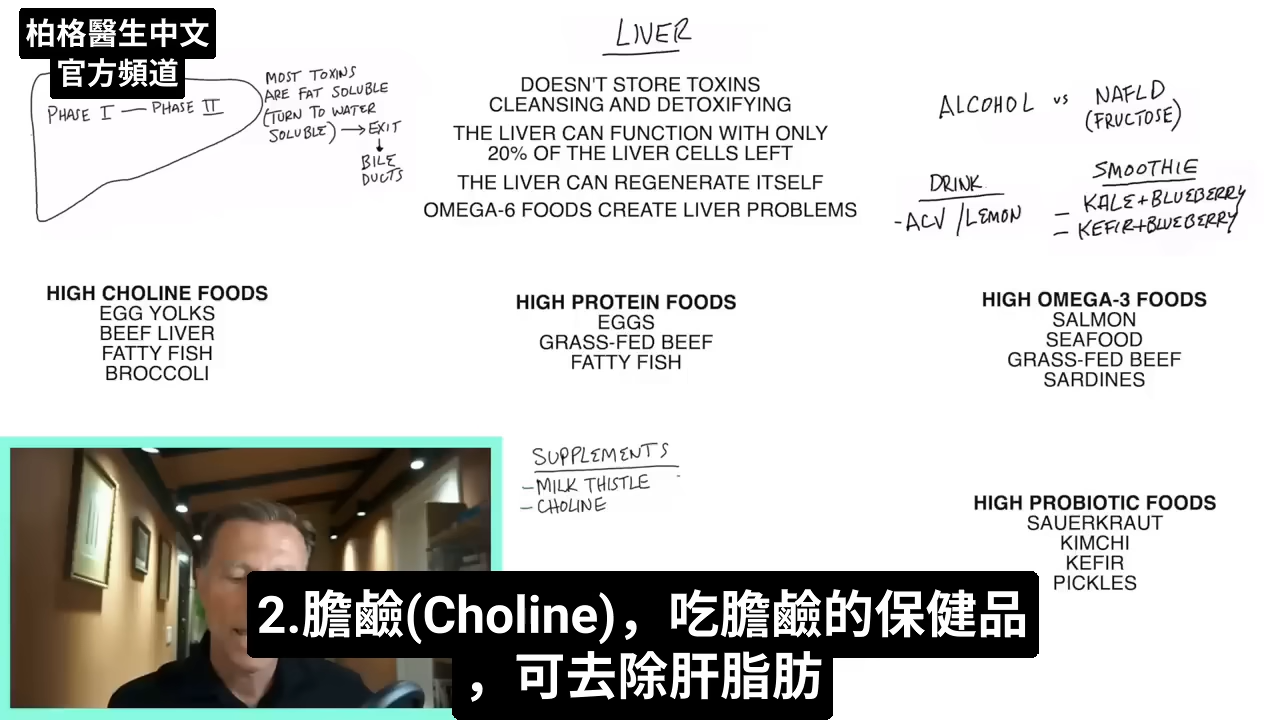 柏格醫生中文
官方頻道
LIVER
DOESN'T STORE TOXINS
CLEANSING AND DETOXIFYING
THE LIVER CAN FUNCTION WITH ONLY
20% OF THE LIVER CELLS LEFT
THE LIVER CAN REGENERATE ITSELF
OMEGA-6 FOODS CREATE LIVER PROBLEMS
PHASE I — PHASE II
MOST TOXINS
ARE FAT SOLUBLE
(TURN TO WATER
SOLUBLE) → EXIT
↓
BILE
DUCTS
ALCOHOL vs NAFLD
(FRUCTOSE)
DRINK
- ACV / LEMON
SMOOTHIE
- KALE + BLUEBERRY
- KEFIR + BLUEBERRY
HIGH CHOLINE FOODS
EGG YOLKS
BEEF LIVER
FATTY FISH
BROCCOLI
HIGH PROTEIN FOODS
EGGS
GRASS-FED BEEF
FATTY FISH
HIGH OMEGA-3 FOODS
SALMON
SEAFOOD
GRASS-FED BEEF
SARDINES
SUPPLEMENTS
- MILK THISTLE
- CHOLINE
HIGH PROBIOTIC FOODS
SAUERKRAUT
KIMCHI
KEFIR
PICKLES
2.膽鹼(Choline)，吃膽鹼的保健品
，可去除肝脂肪